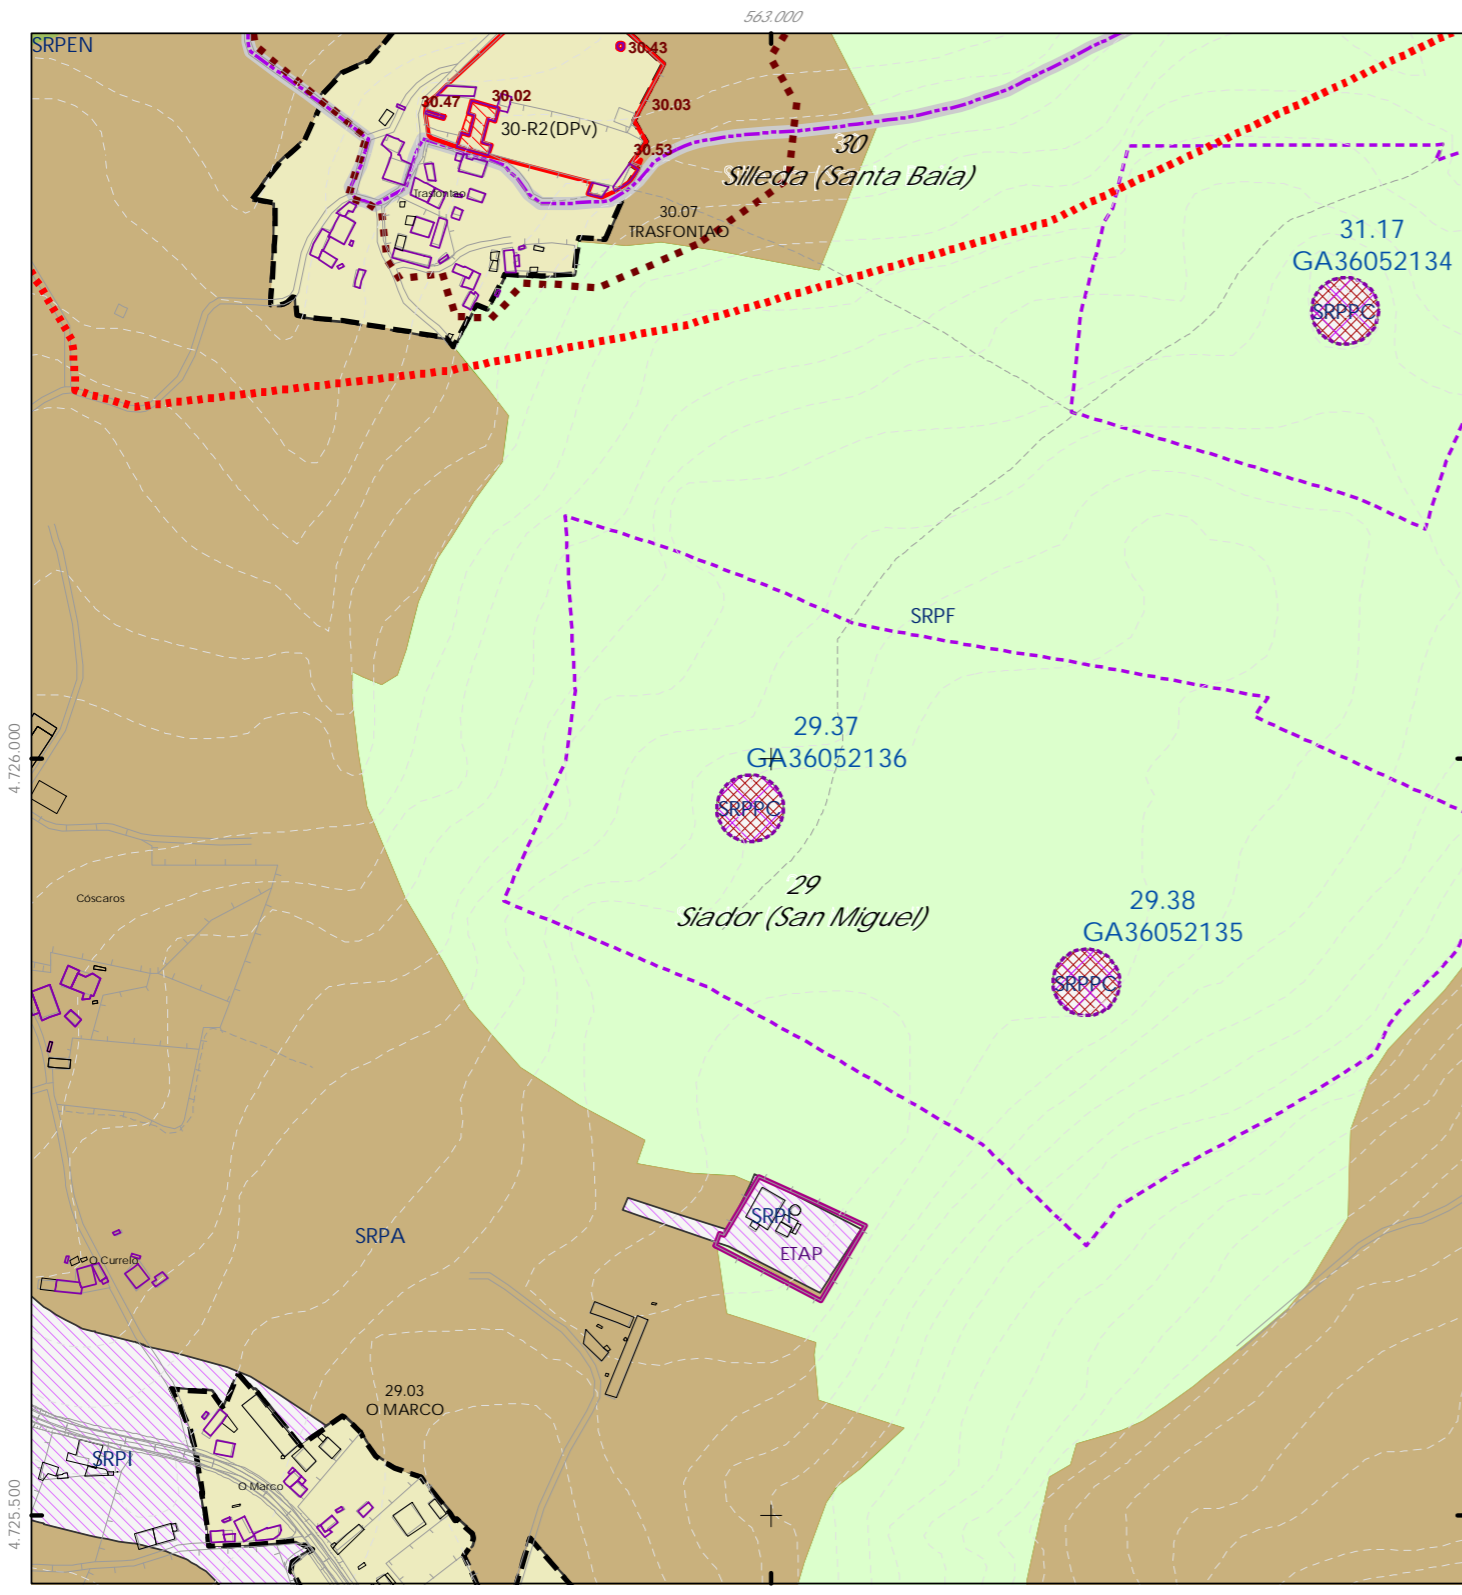 563.000
SRPEN
30.43
30.47
30.02
30.03
30-R2(DPv)
30.53
30
Silleda (Santa Baia)
Trasfontao
30.07
TRASFONTAO
31.17
GA36052134
SRPPC
SRPF
29.37
GA36052136
SRPPC
4.726.000
29
Siador (San Miguel)
29.38
GA36052135
SRPPC
Cóscaros
SRPI
ETAP
SRPA
O Currelo
29.03
O MARCO
SRPI
O Marco
4.725.500